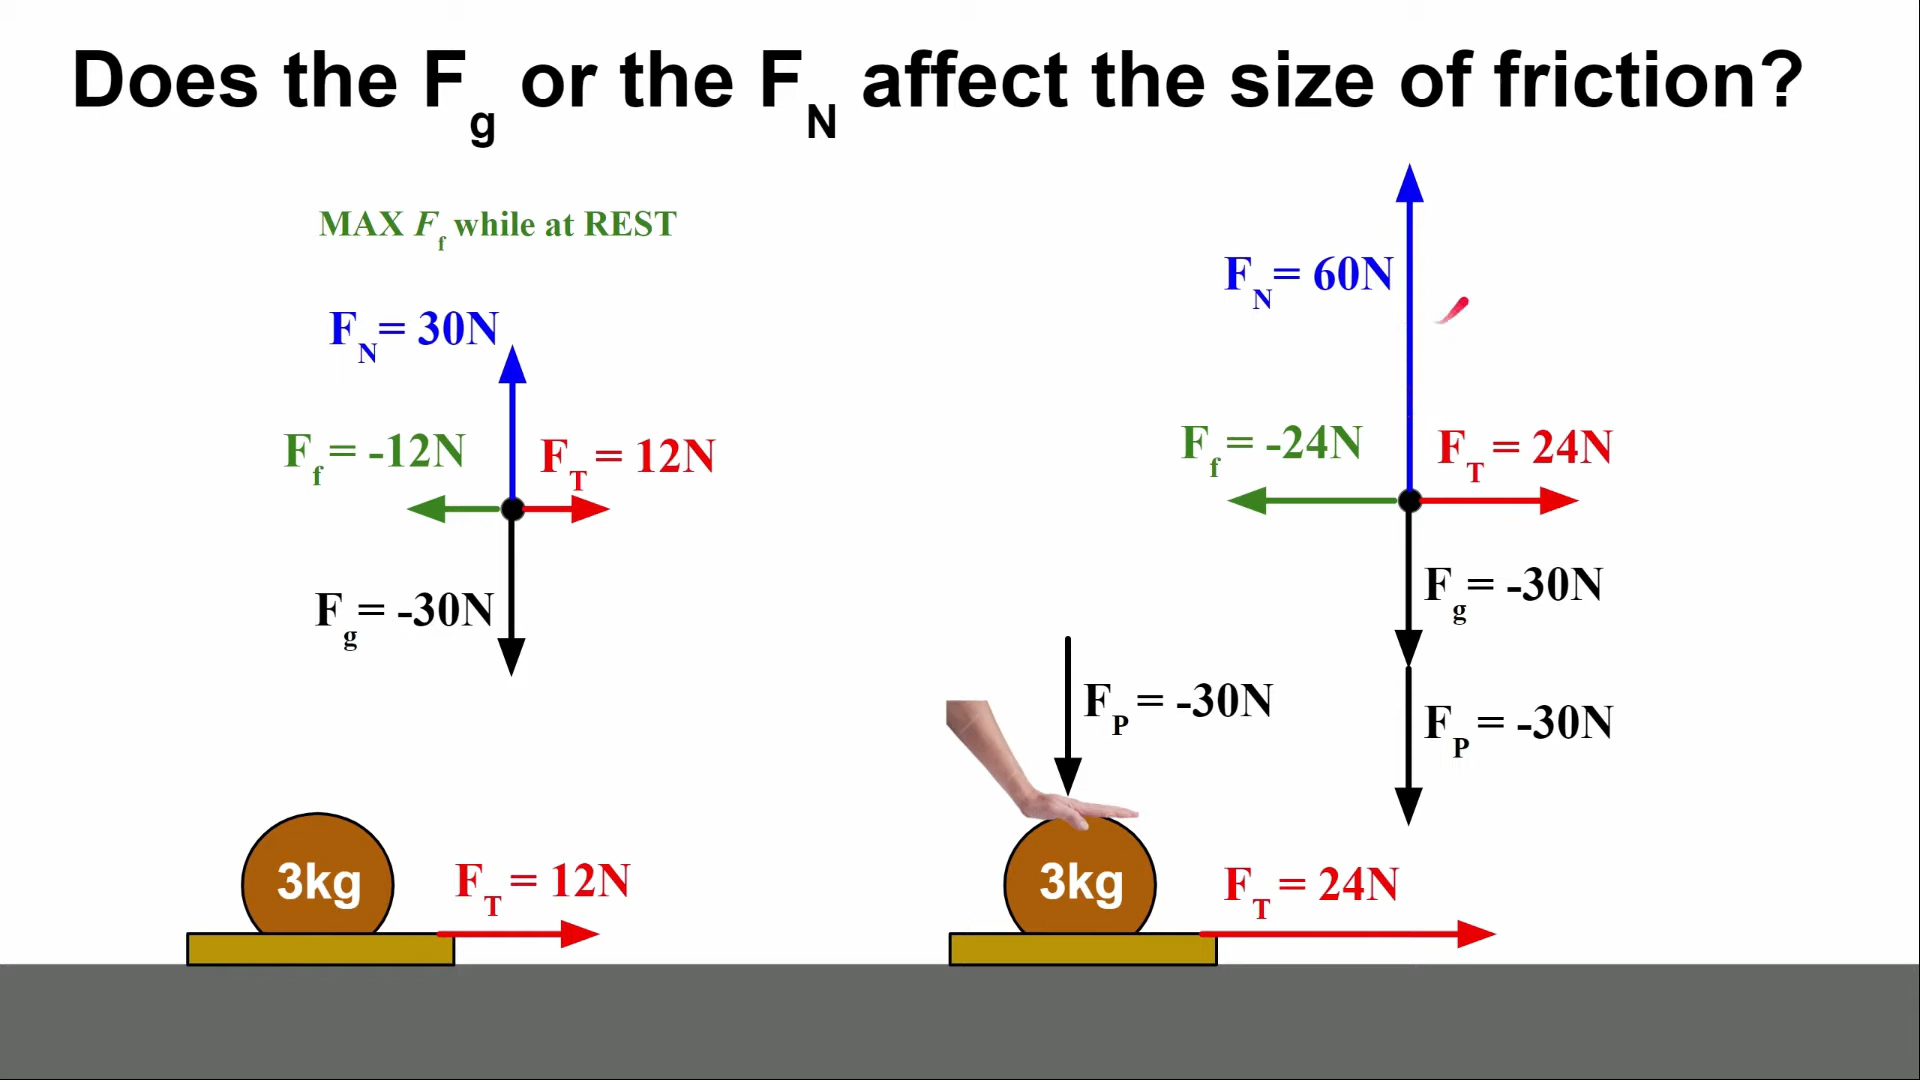 Does the Fg or the FN affect the size of friction?
MAX Ff while at REST
FN = 30N
Ff = -12N
FT = 12N
Fg = -30N
3kg
FT = 12N
FN = 60N
Ff = -24N
FT = 24N
Fg = -30N
FP = -30N
FP = -30N
3kg
FT = 24N